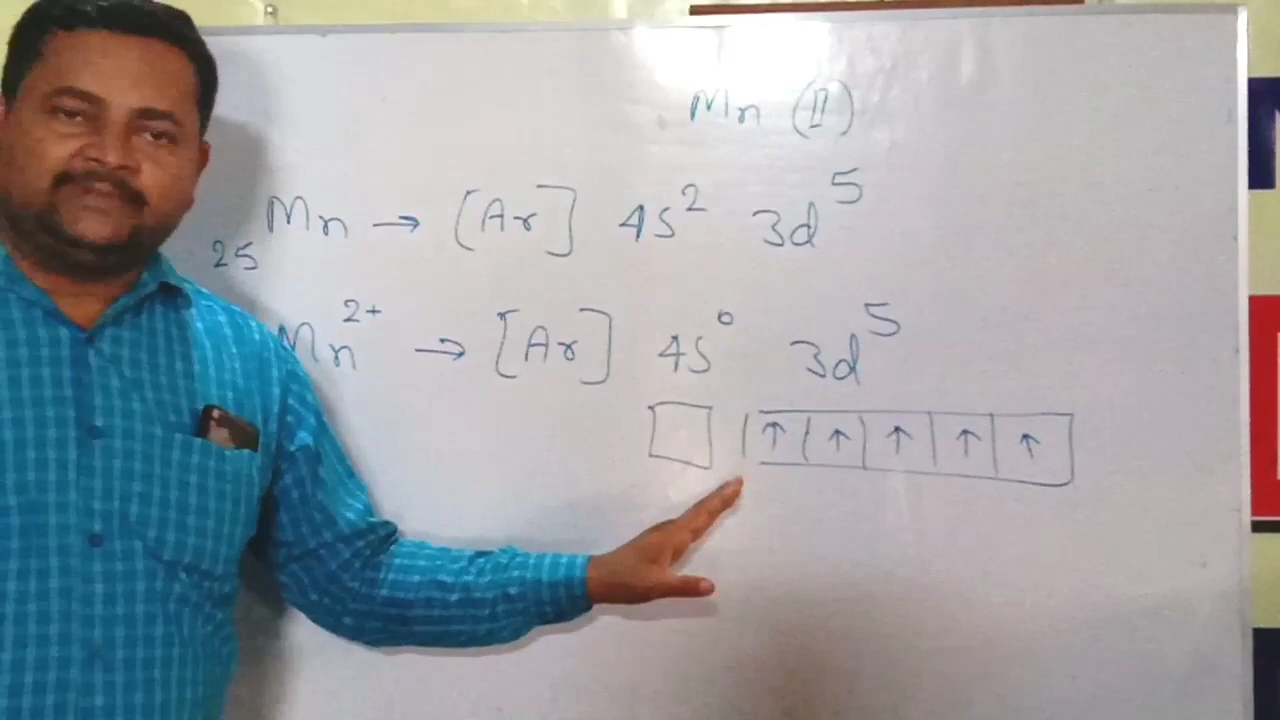 Mn (II)
25Mn → [Ar] 4s² 3d⁵
Mn²⁺ → [Ar] 4s⁰ 3d⁵
↑ ↑ ↑ ↑ ↑